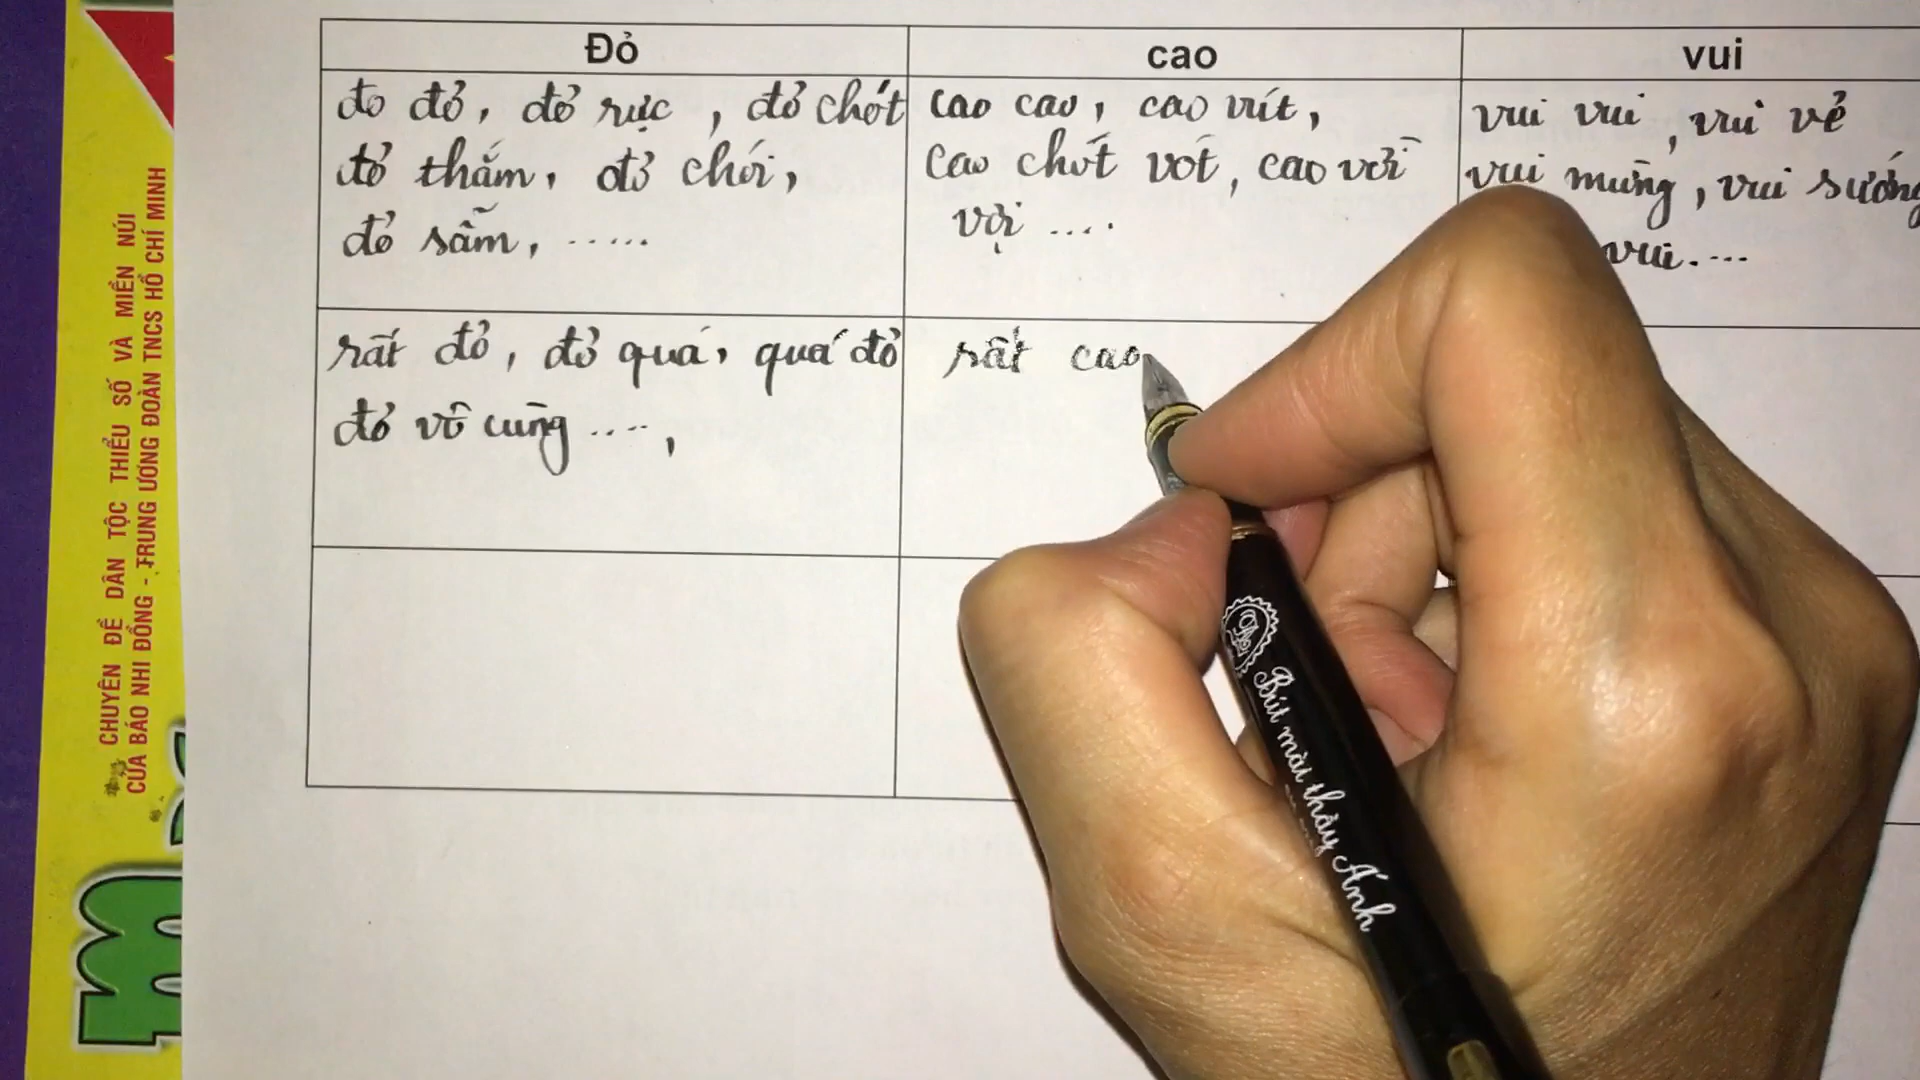 Đỏ
cao
vui
đo đỏ, đỏ rực, đỏ chót
đỏ thắm, đỏ chói,
đỏ sẫm, .....
cao cao, cao vút,
cao chót vót, cao vời
vợi ....
vui vui, vui vẻ
vui mừng, vui sướng
vui....
rất đỏ, đỏ quá, quá đỏ
đỏ vô cùng ....,
rất cao
CHUYÊN ĐỀ DÂN TỘC THIỂU SỐ VÀ MIỀN NÚI
CỦA BÁO NHI ĐỒNG - TRUNG ƯƠNG ĐOÀN TNCS HỒ CHÍ MINH
Bút mài thầy Ánh